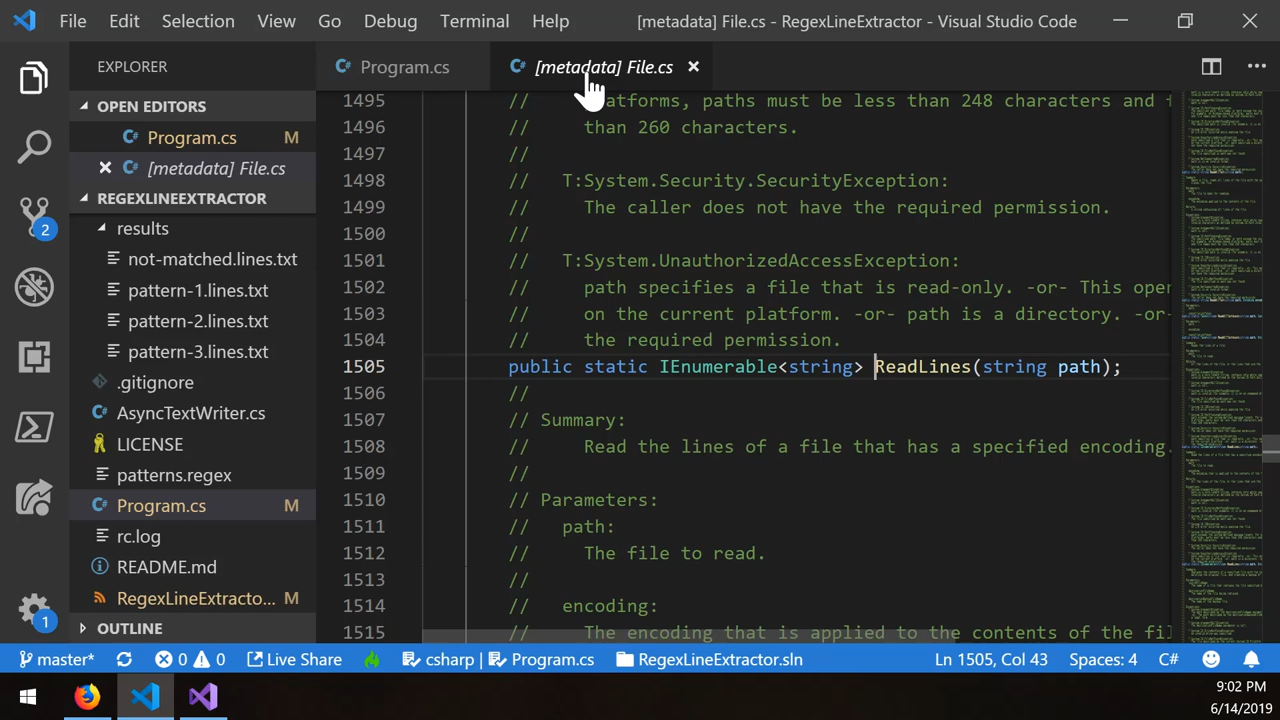 File Edit Selection View Go Debug Terminal Help [metadata] File.cs - RegexLineExtractor - Visual Studio Code
EXPLORER
OPEN EDITORS
C# Program.cs M
C# [metadata] File.cs
REGEXLINEEXTRACTOR
results
not-matched.lines.txt
pattern-1.lines.txt
pattern-2.lines.txt
pattern-3.lines.txt
.gitignore
C# AsyncTextWriter.cs
LICENSE
patterns.regex
C# Program.cs M
rc.log
README.md
RegexLineExtracto... M
OUTLINE
2
1
C# Program.cs
C# [metadata] File.cs
1495 // atforms, paths must be less than 248 characters and f
1496 // than 260 characters.
1497 //
1498 // T:System.Security.SecurityException:
1499 // The caller does not have the required permission.
1500 //
1501 // T:System.UnauthorizedAccessException:
1502 // path specifies a file that is read-only. -or- This oper
1503 // on the current platform. -or- path is a directory. -or-
1504 // the required permission.
1505 public static IEnumerable<string> ReadLines(string path);
1506 //
1507 // Summary:
1508 // Read the lines of a file that has a specified encoding.
1509 //
1510 // Parameters:
1511 // path:
1512 // The file to read.
1513 //
1514 // encoding:
1515 // The encoding that is applied to the contents of the fil
master* 0 0 Live Share csharp | Program.cs RegexLineExtractor.sln Ln 1505, Col 43 Spaces: 4 C#
9:02 PM
6/14/2019